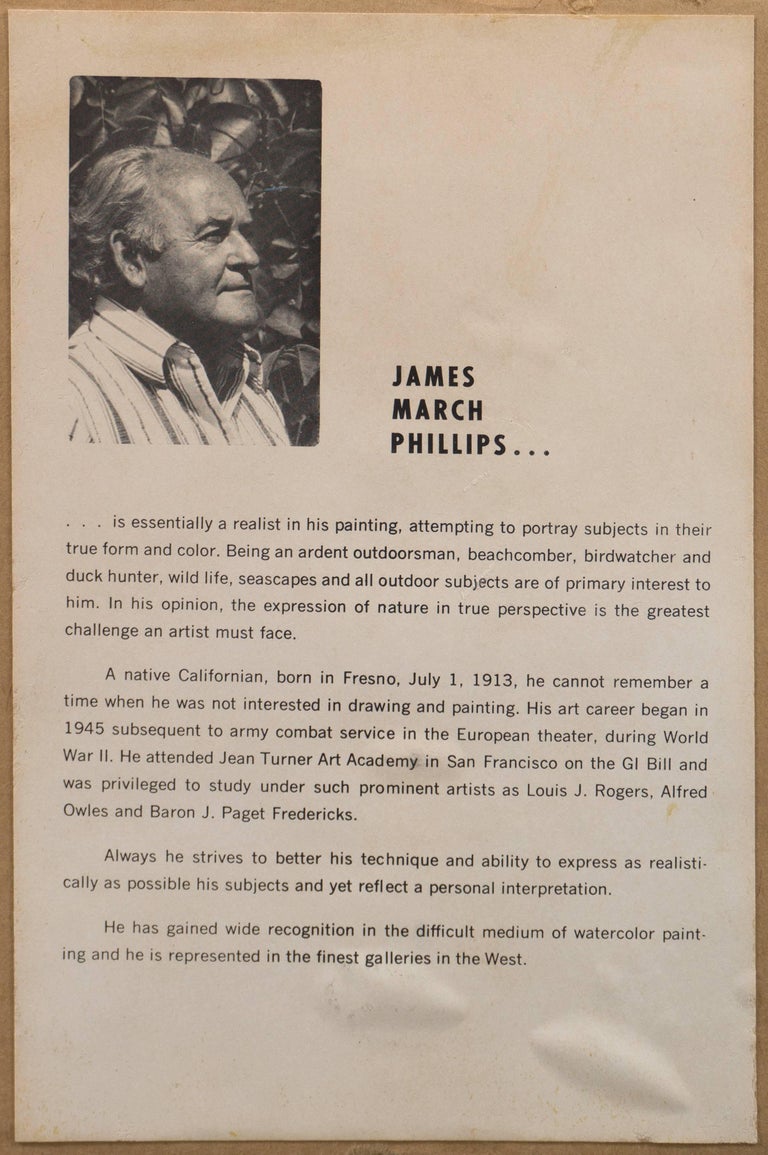 JAMES
MARCH
PHILLIPS...
. . . is essentially a realist in his painting, attempting to portray subjects in their
true form and color. Being an ardent outdoorsman, beachcomber, birdwatcher and
duck hunter, wild life, seascapes and all outdoor subjects are of primary interest to
him. In his opinion, the expression of nature in true perspective is the greatest
challenge an artist must face.
A native Californian, born in Fresno, July 1, 1913, he cannot remember a
time when he was not interested in drawing and painting. His art career began in
1945 subsequent to army combat service in the European theater, during World
War II. He attended Jean Turner Art Academy in San Francisco on the GI Bill and
was privileged to study under such prominent artists as Louis J. Rogers, Alfred
Owles and Baron J. Paget Fredericks.
Always he strives to better his technique and ability to express as realisti-
cally as possible his subjects and yet reflect a personal interpretation.
He has gained wide recognition in the difficult medium of watercolor paint-
ing and he is represented in the finest galleries in the West.